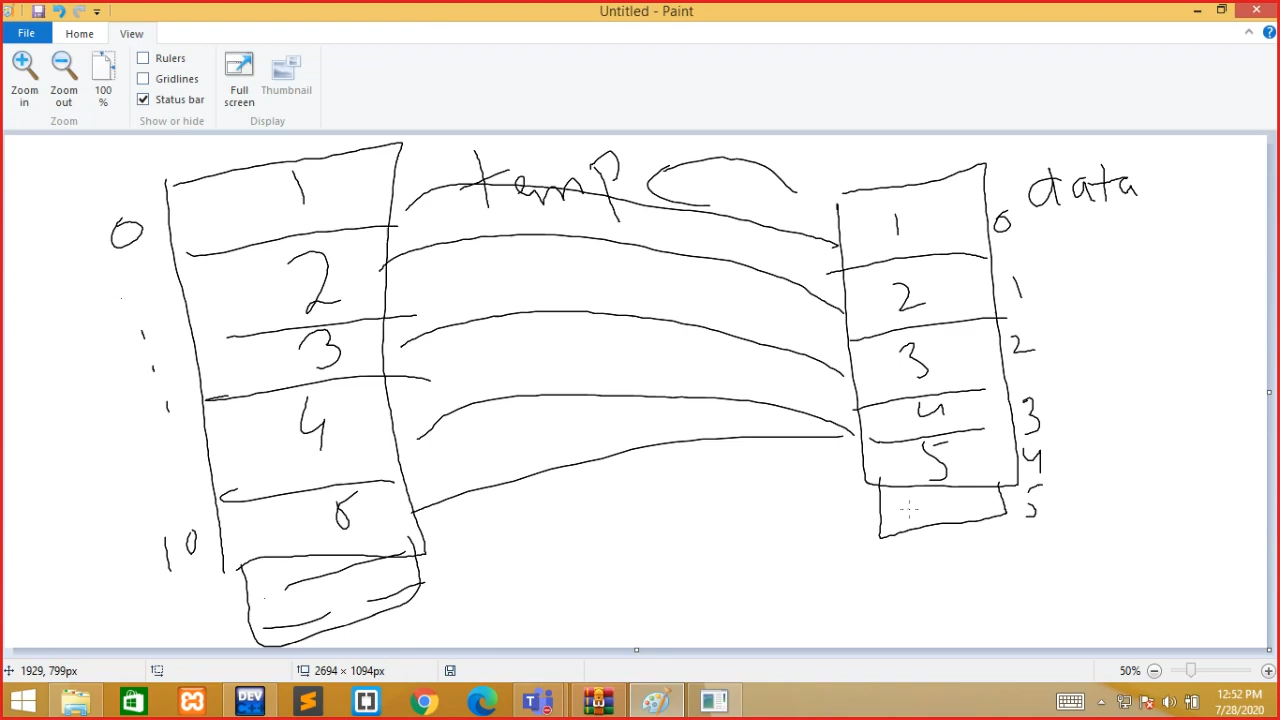 Untitled - Paint
File Home View
Zoom in
Zoom out
100 %
Zoom
Rulers
Gridlines
Status bar
Show or hide
Full screen
Thumbnail
Display
temp
data
0
1
2
3
4
10
1 0
2 1
3 2
4 3
5 4
5
1929, 799px
2694 × 1094px
50%
DEV
12:52 PM
7/28/2020